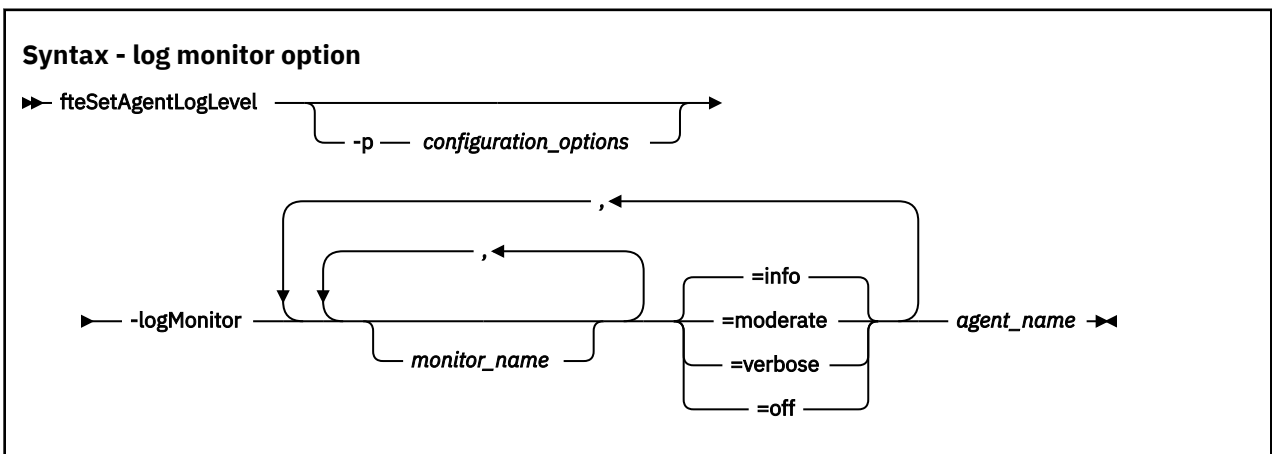 Syntax - log monitor option
fteSetAgentLogLevel
-p configuration_options
,
,
=info
-logMonitor =moderate agent_name
monitor_name
=verbose
=off